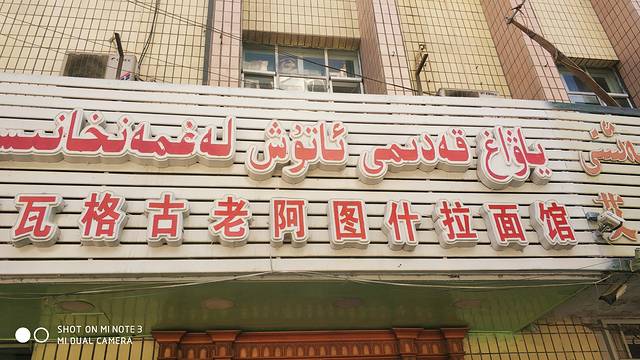 ياۋاغ قەدىمى ئاتۇش لەغمەنخانىس
瓦格古老阿图什拉面馆
SHOT ON MI NOTE 3
MI DUAL CAMERA